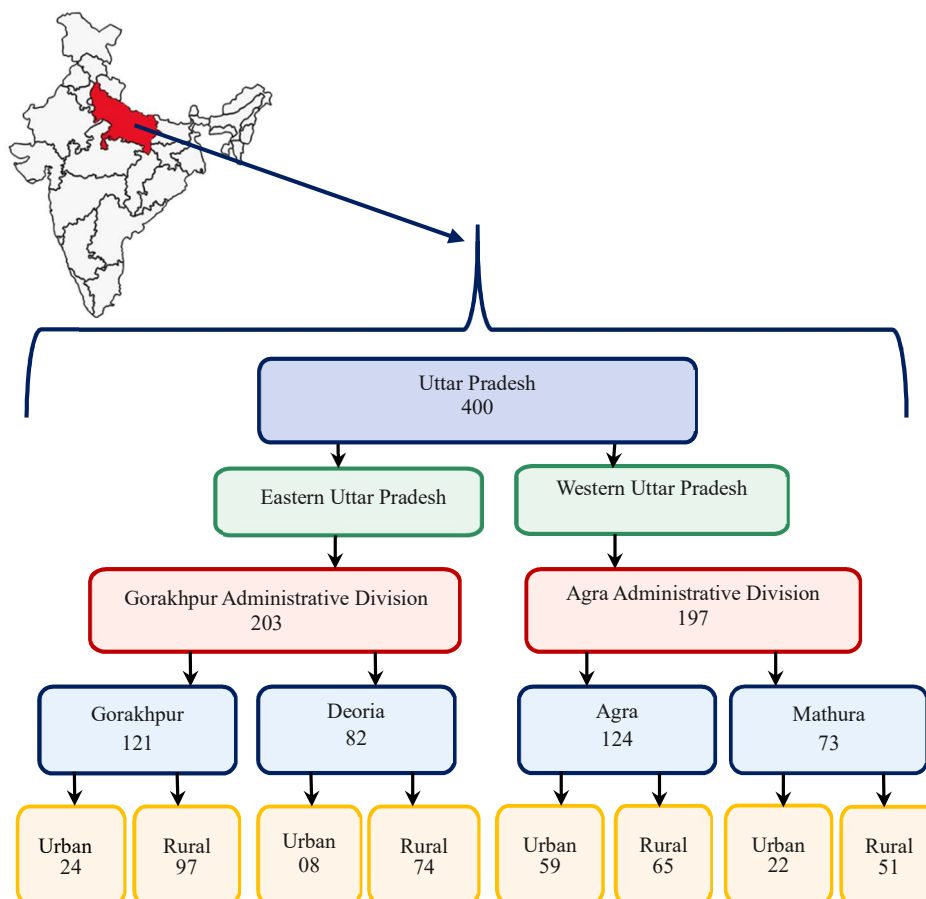 Uttar Pradesh
400
Eastern Uttar Pradesh
Western Uttar Pradesh
Gorakhpur Administrative Division
203
Agra Administrative Division
197
Gorakhpur
121
Deoria
82
Agra
124
Mathura
73
Urban
24
Rural
97
Urban
08
Rural
74
Urban
59
Rural
65
Urban
22
Rural
51